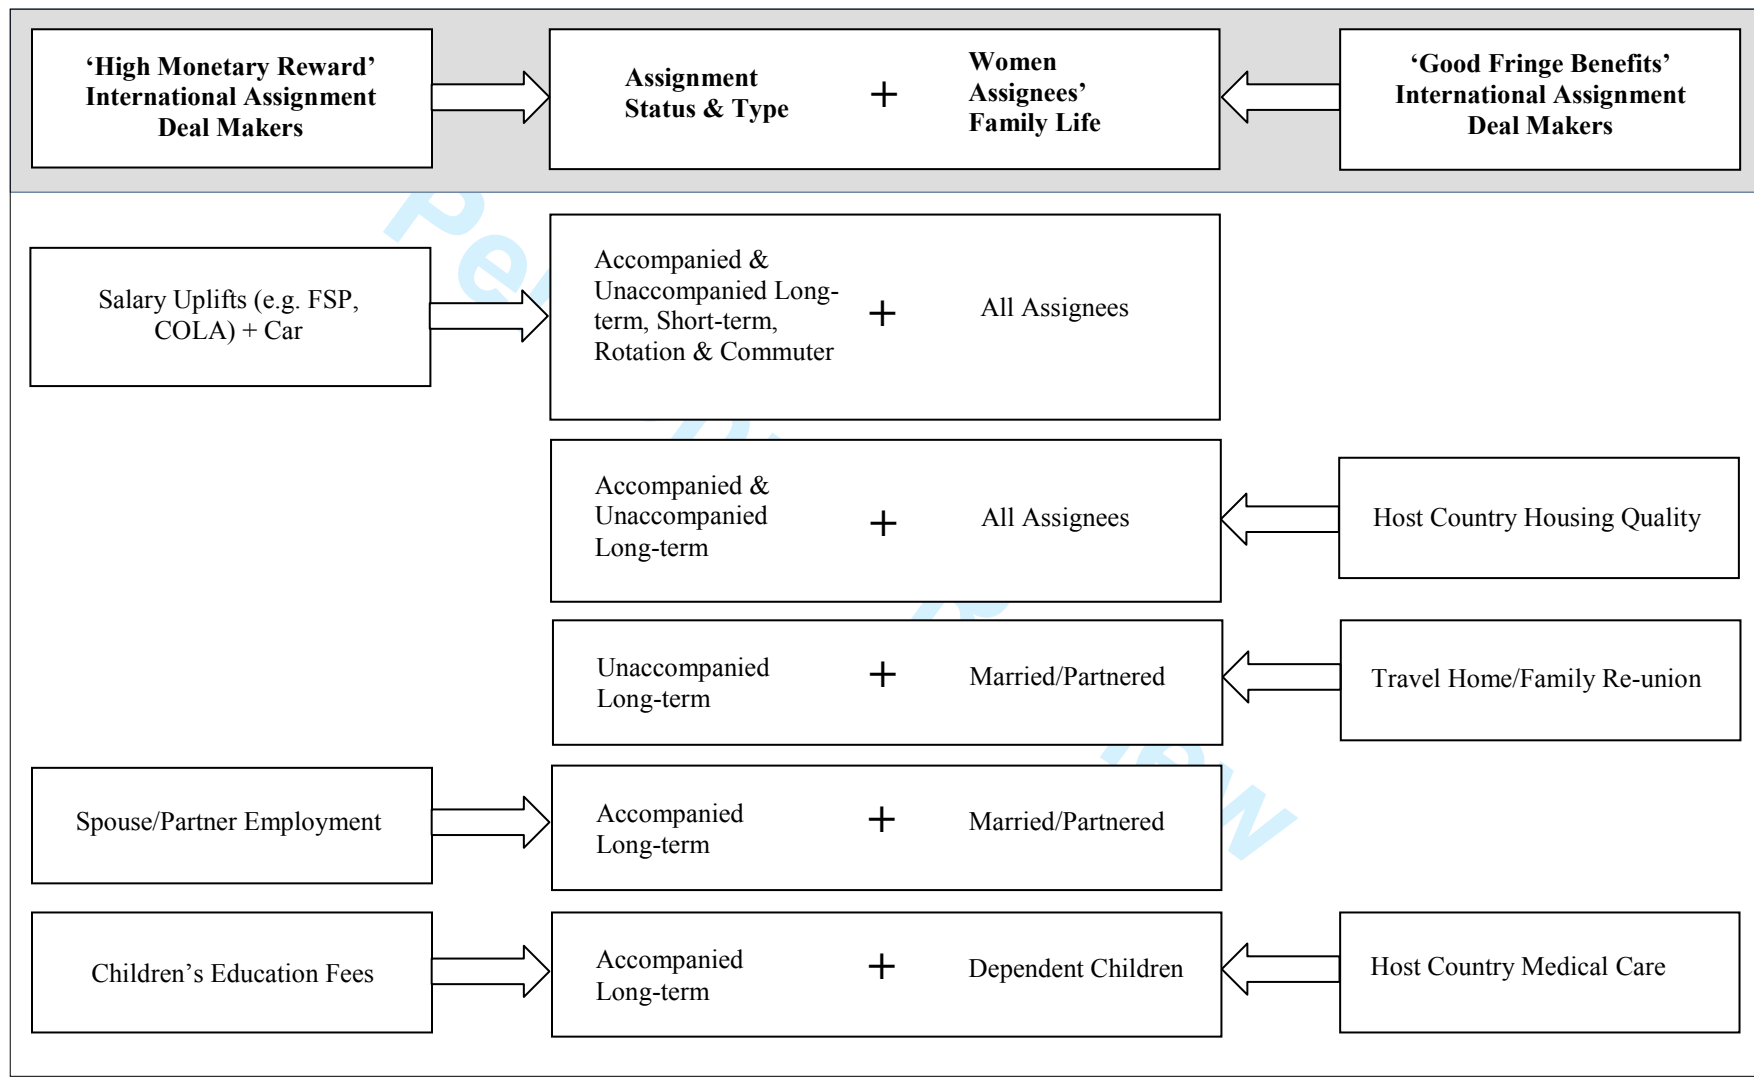 ‘High Monetary Reward’
International Assignment
Deal Makers
Assignment
Status & Type
+
Women
Assignees’
Family Life
‘Good Fringe Benefits’
International Assignment
Deal Makers
Salary Uplifts (e.g. FSP,
COLA) + Car
Accompanied &
Unaccompanied Long-
term, Short-term,
Rotation & Commuter
+
All Assignees
Accompanied &
Unaccompanied
Long-term
+
All Assignees
Host Country Housing Quality
Unaccompanied
Long-term
+
Married/Partnered
Travel Home/Family Re-union
Spouse/Partner Employment
Accompanied
Long-term
+
Married/Partnered
Children’s Education Fees
Accompanied
Long-term
+
Dependent Children
Host Country Medical Care